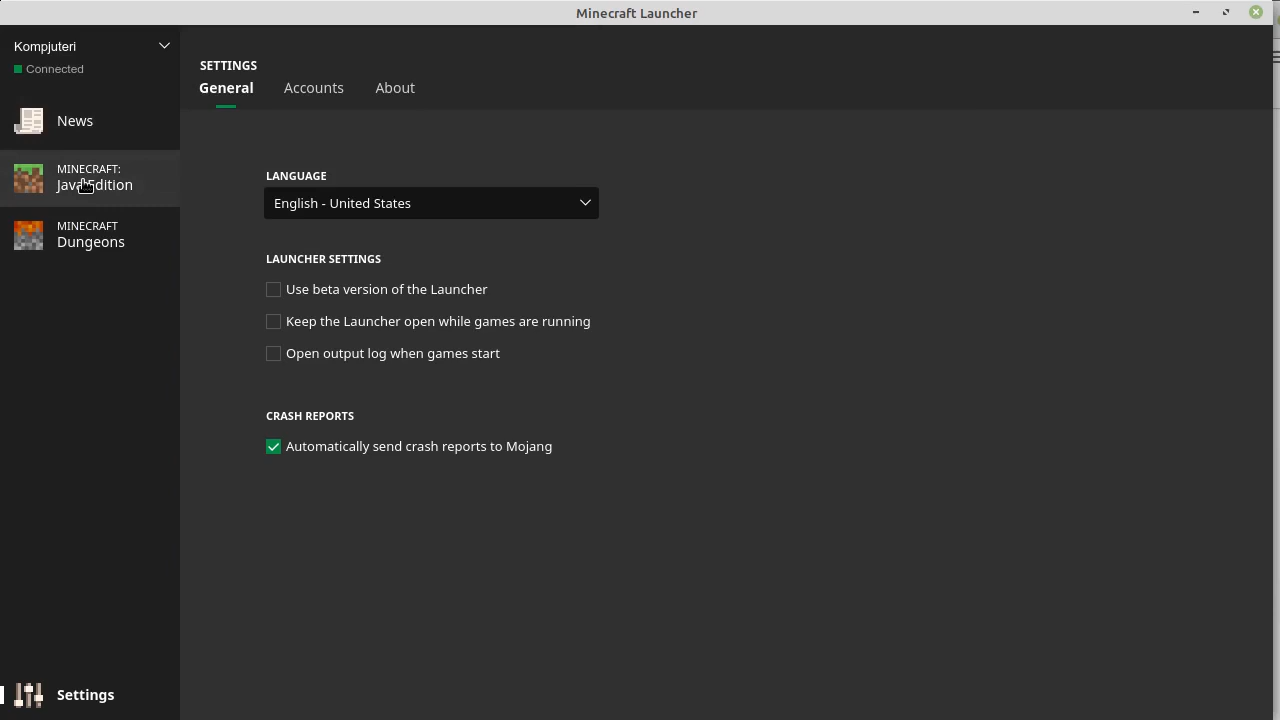 Minecraft Launcher
Kompjuteri
Connected
News
MINECRAFT:
Java Edition
MINECRAFT
Dungeons
Settings
SETTINGS
General Accounts About
LANGUAGE
English - United States
LAUNCHER SETTINGS
Use beta version of the Launcher
Keep the Launcher open while games are running
Open output log when games start
CRASH REPORTS
Automatically send crash reports to Mojang